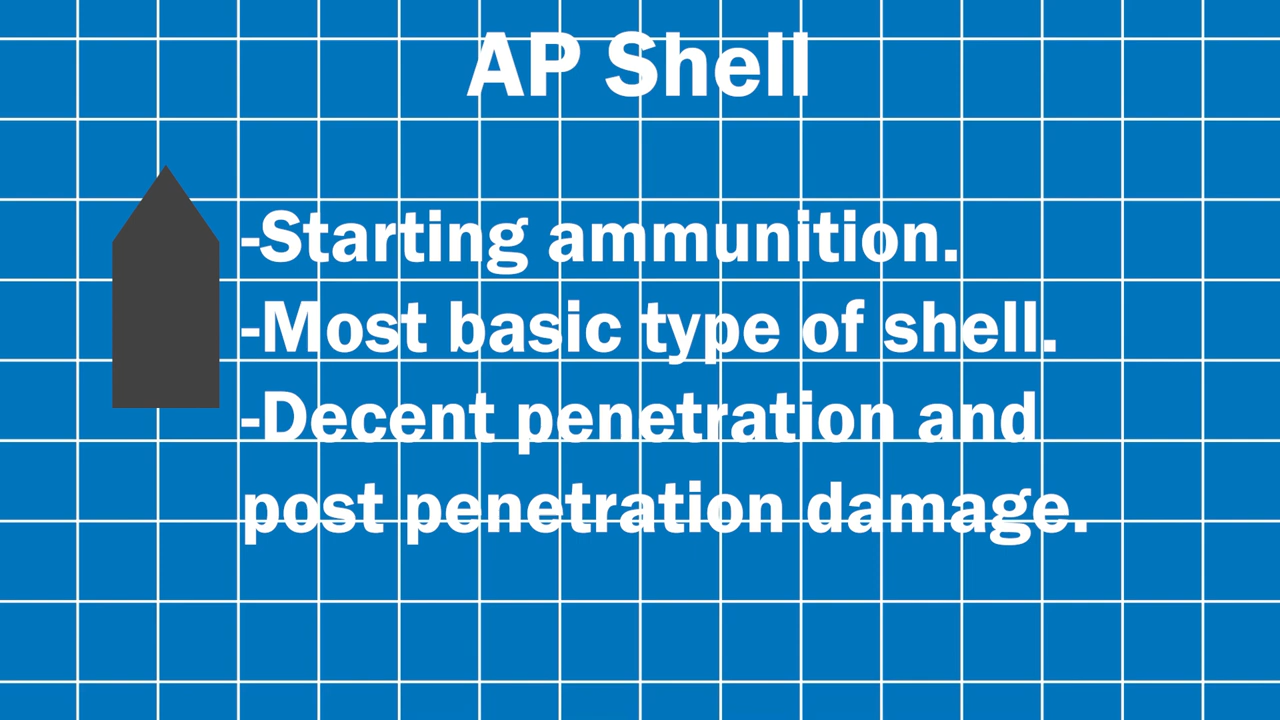 AP Shell
-Starting ammunition.
-Most basic type of shell.
-Decent penetration and
post penetration damage.